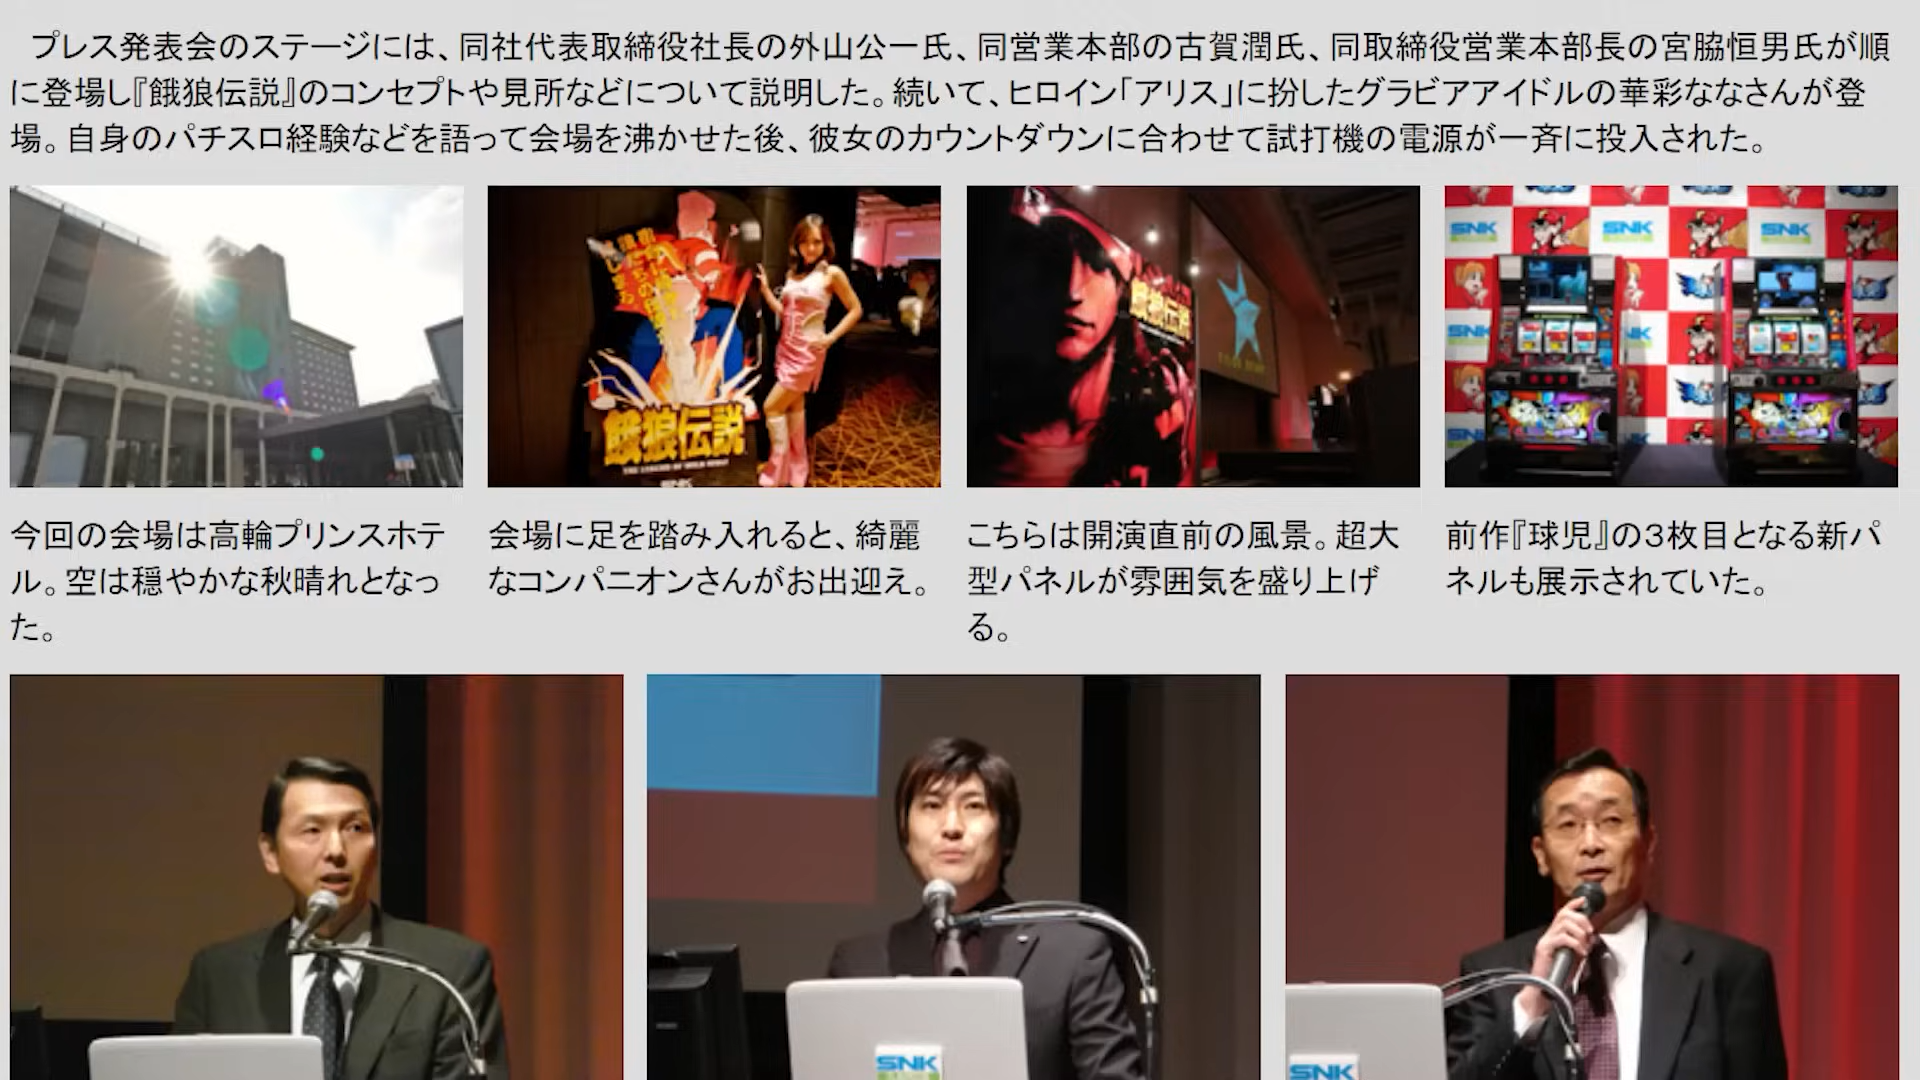 プレス発表会のステージには、同社代表取締役社長の外山公一氏、同営業本部の古賀潤氏、同取締役営業本部長の宮脇恒男氏が順
に登場し『餓狼伝説』のコンセプトや見所などについて説明した。続いて、ヒロイン「アリス」に扮したグラビアアイドルの華彩ななさんが登
場。自身のパチスロ経験などを語って会場を沸かせた後、彼女のカウントダウンに合わせて試打機の電源が一斉に投入された。
餓狼伝説
餓狼伝説
SNK
SNK
SNK
今回の会場は高輪プリンスホテ
ル。空は穏やかな秋晴れとなっ
た。
会場に足を踏み入れると、綺麗
なコンパニオンさんがお出迎え。
こちらは開演直前の風景。超大
型パネルが雰囲気を盛り上げ
る。
前作『球児』の３枚目となる新パ
ネルも展示されていた。
SNK
SNK